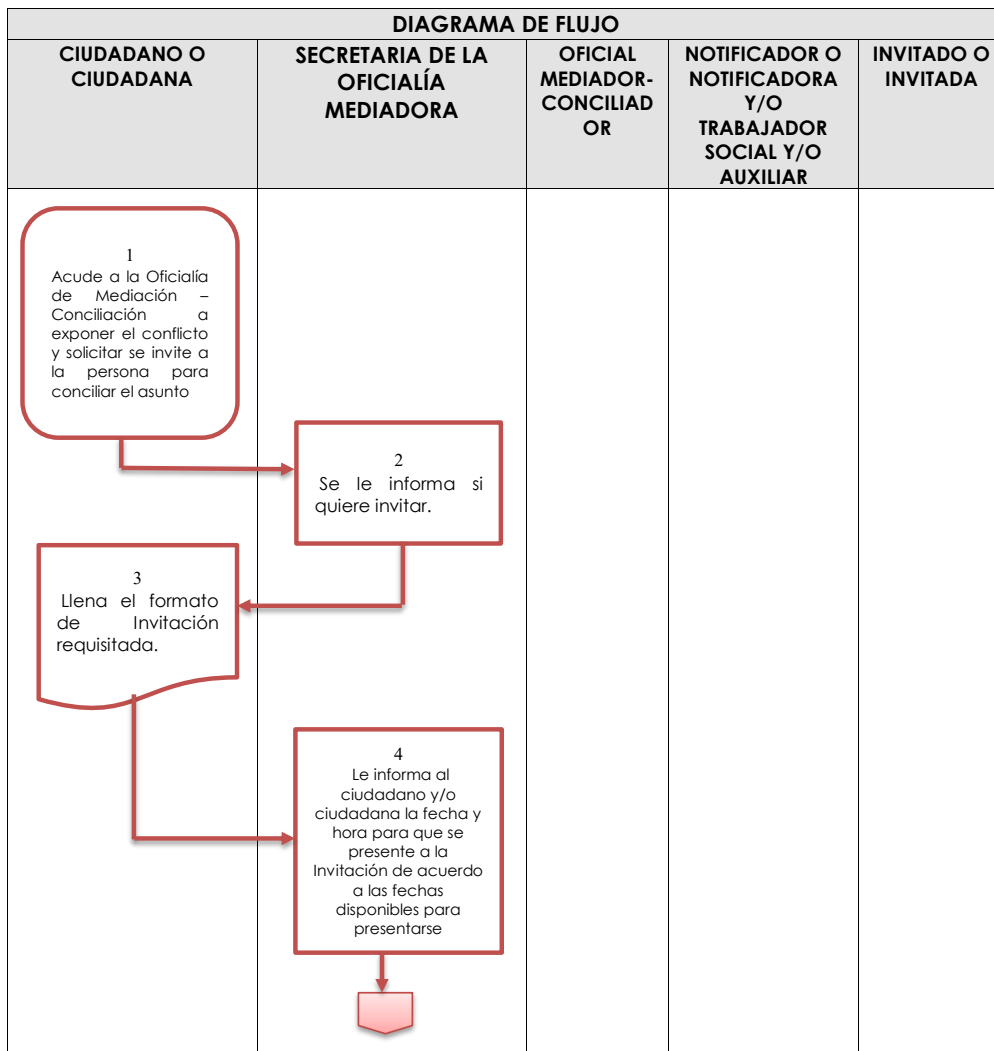 DIAGRAMA DE FLUJO
CIUDADANO O
CIUDADANA
SECRETARIA DE LA
OFICIALÍA
MEDIADORA
OFICIAL
MEDIADOR-
CONCILIAD
OR
NOTIFICADOR O
NOTIFICADORA
Y/O
TRABAJADOR
SOCIAL Y/O
AUXILIAR
INVITADO O
INVITADA
1
Acude a la Oficialía
de Mediación –
Conciliación a
exponer el conflicto
y solicitar se invite a
la persona para
conciliar el asunto
2
Se le informa si
quiere invitar.
3
Llena el formato
de Invitación
requisitada.
4
Le informa al
ciudadano y/o
ciudadana la fecha y
hora para que se
presente a la
Invitación de acuerdo
a las fechas
disponibles para
presentarse